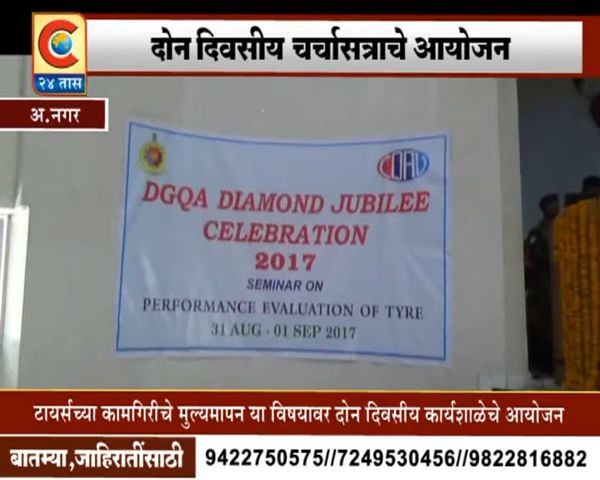 C
२४ तास
दोन दिवसीय चर्चासत्राचे आयोजन
अ.नगर
CQAV
DGQA DIAMOND JUBILEE
CELEBRATION
2017
SEMINAR ON
PERFORMANCE EVALUATION OF TYRE
31 AUG - 01 SEP 2017
टायर्सच्या कामगिरीचे मुल्यमापन या विषयावर दोन दिवसीय कार्यशाळेचे आयोजन
बातम्या,जाहिरातींसाठी
9422750575//7249530456//9822816882